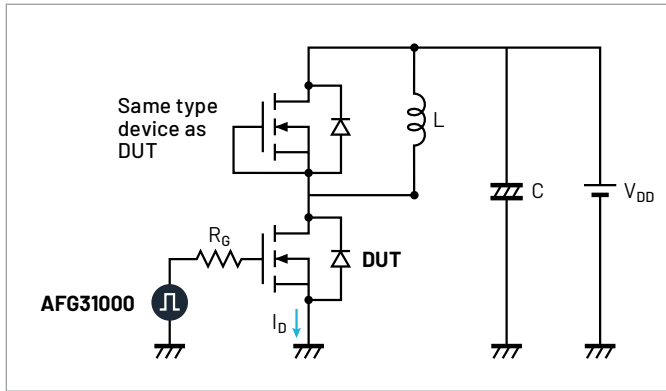 Same type
device as
DUT
L
C
V_DD
R_G
DUT
AFG31000
I_D